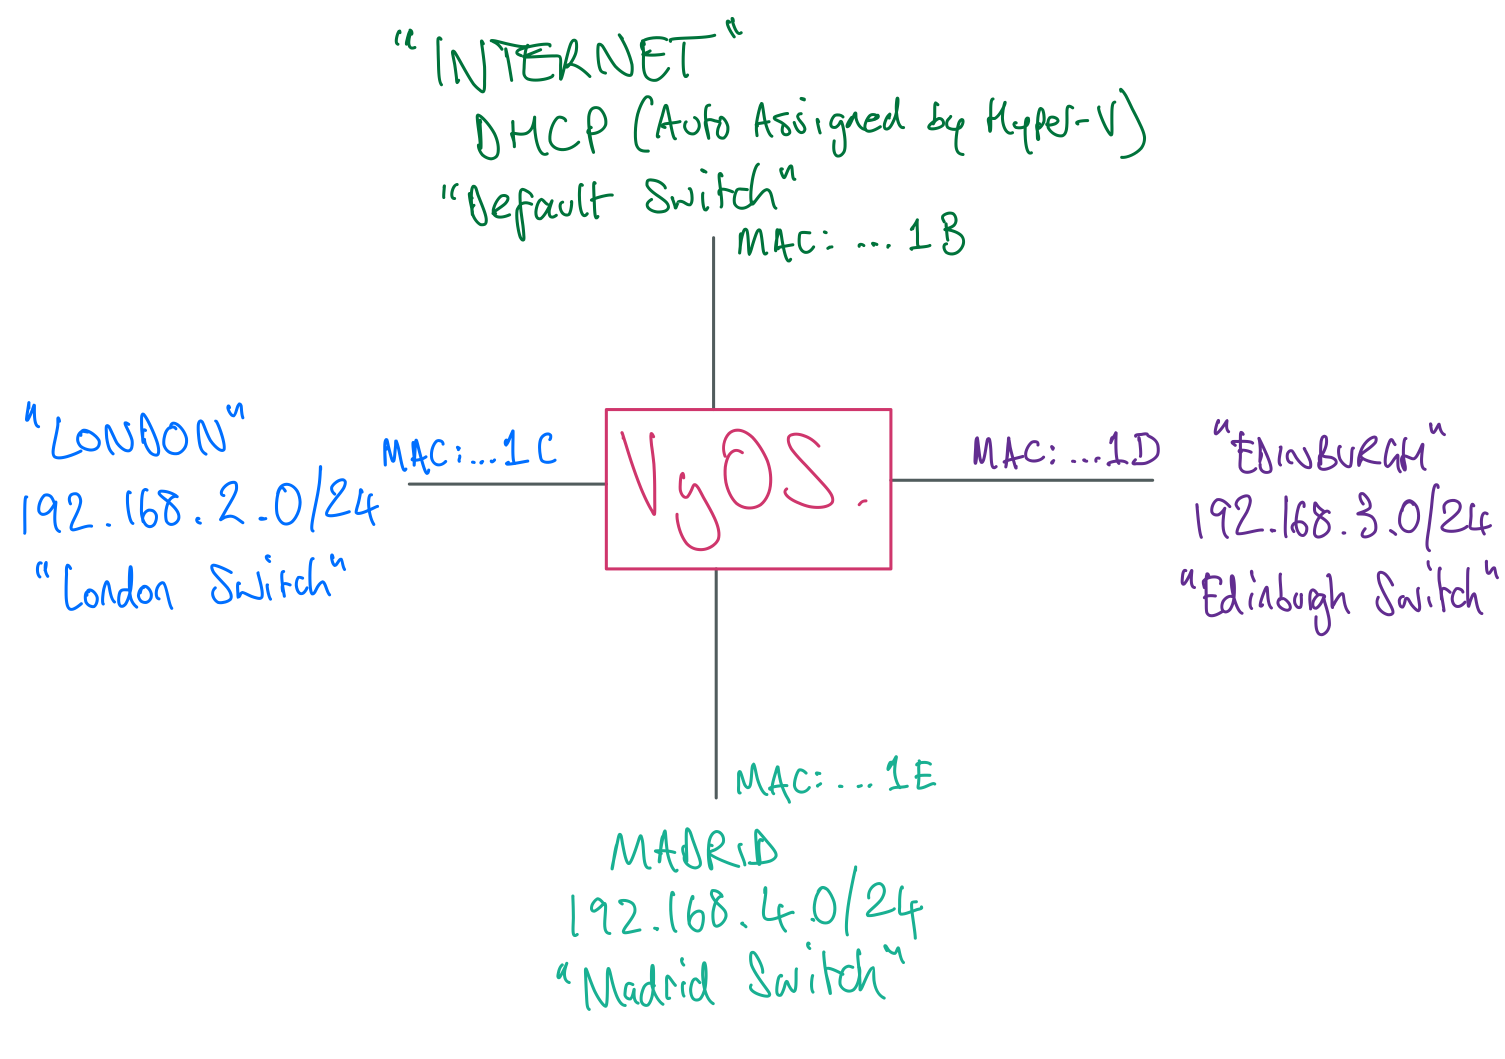 "INTERNET"
DHCP (Auto Assigned by Hyper-V)
"Default Switch"
MAC: ... 1B
"LONDON"
192.168.2.0/24
"London Switch"
MAC: ... 1C
VyOS.
MAC: ... 1D
"EDINBURGH"
192.168.3.0/24
"Edinburgh Switch"
MAC: ... 1E
MADRID
192.168.4.0/24
"Madrid Switch"